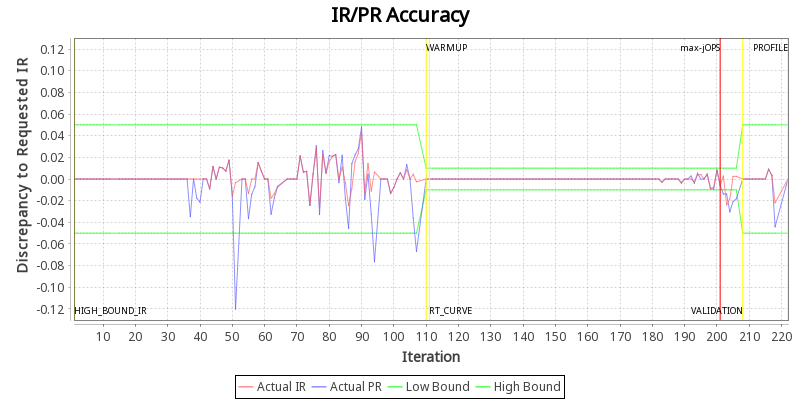 IR/PR Accuracy
Discrepancy to Requested IR
0.12
0.10
0.08
0.06
0.04
0.02
0.00
-0.02
-0.04
-0.06
-0.08
-0.10
-0.12
WARMUP
max-jOPS
PROFILE
HIGH_BOUND_IR
RT_CURVE
VALIDATION
10 20 30 40 50 60 70 80 90 100 110 120 130 140 150 160 170 180 190 200 210 220
Iteration
Actual IR Actual PR Low Bound High Bound